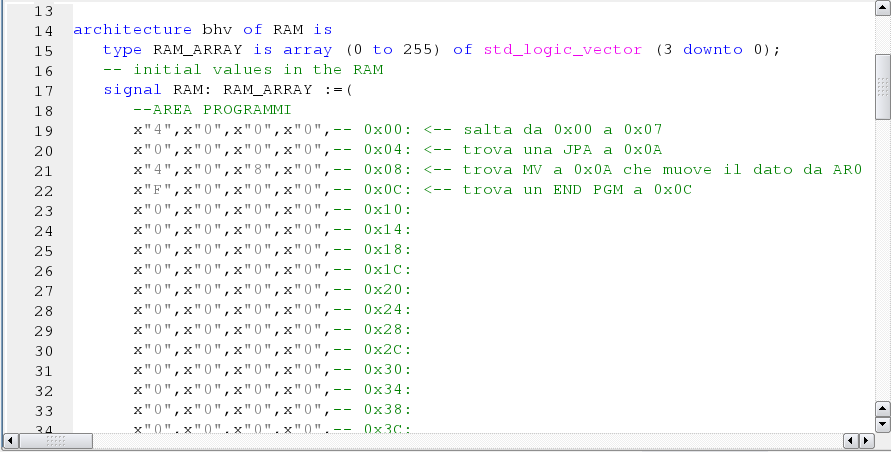 13
14 architecture bhv of RAM is
15 type RAM_ARRAY is array (0 to 255) of std_logic_vector (3 downto 0);
16 -- initial values in the RAM
17 signal RAM: RAM_ARRAY :=(
18 --AREA PROGRAMMI
19 x"4",x"0",x"0",x"0",-- 0x00: <-- salta da 0x00 a 0x07
20 x"0",x"0",x"0",x"0",-- 0x04: <-- trova una JPA a 0x0A
21 x"4",x"0",x"8",x"0",-- 0x08: <-- trova MV a 0x0A che muove il dato da AR0
22 x"F",x"0",x"0",x"0",-- 0x0C: <-- trova un END PGM a 0x0C
23 x"0",x"0",x"0",x"0",-- 0x10:
24 x"0",x"0",x"0",x"0",-- 0x14:
25 x"0",x"0",x"0",x"0",-- 0x18:
26 x"0",x"0",x"0",x"0",-- 0x1C:
27 x"0",x"0",x"0",x"0",-- 0x20:
28 x"0",x"0",x"0",x"0",-- 0x24:
29 x"0",x"0",x"0",x"0",-- 0x28:
30 x"0",x"0",x"0",x"0",-- 0x2C:
31 x"0",x"0",x"0",x"0",-- 0x30:
32 x"0",x"0",x"0",x"0",-- 0x34:
33 x"0",x"0",x"0",x"0",-- 0x38:
34 x"0",x"0",x"0",x"0",-- 0x3C: